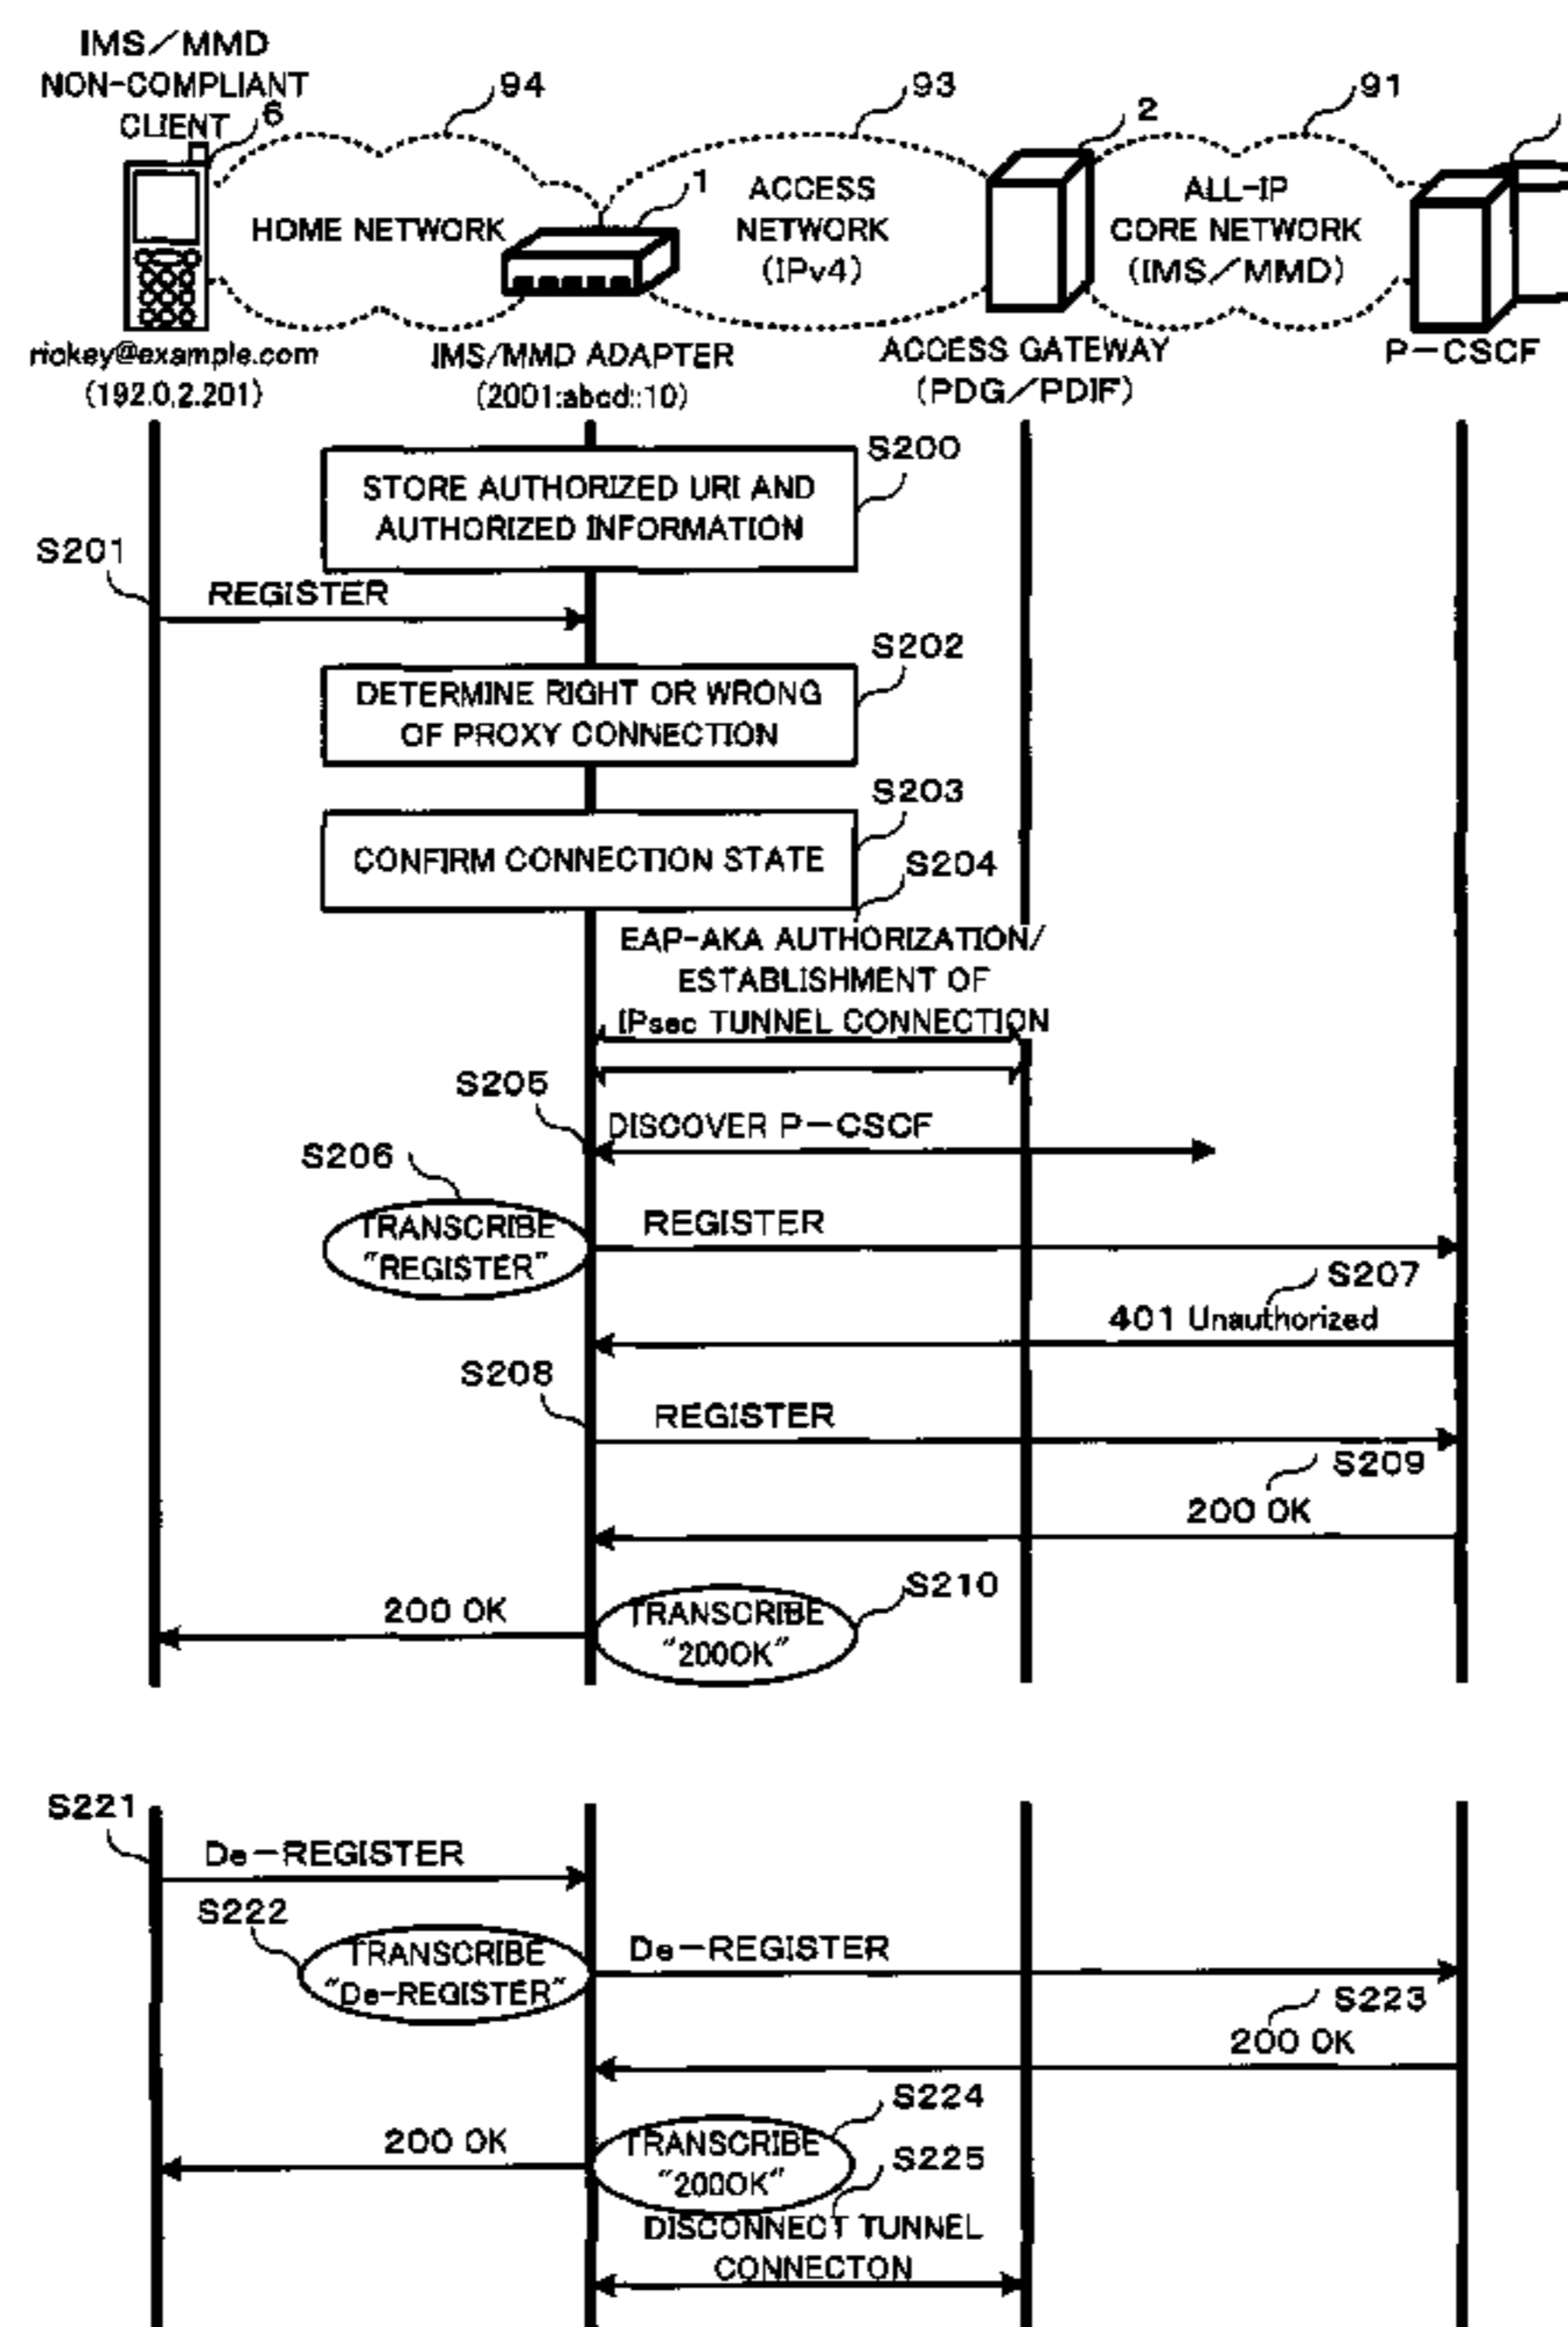 IMS/MMD
NON-COMPLIANT
CLIENT
6
94
93
2
91
1
HOME NETWORK
ACCESS
NETWORK
(IPv4)
ALL-IP
CORE NETWORK
(IMS/MMD)
rickey@example.com
(192.0.2.201)
IMS/MMD ADAPTER
(2001:abcd::10)
ACCESS GATEWAY
(PDG/PDIF)
P-CSCF
S200
STORE AUTHORIZED URI AND
AUTHORIZED INFORMATION
S201
REGISTER
S202
DETERMINE RIGHT OR WRONG
OF PROXY CONNECTION
S203
CONFIRM CONNECTION STATE
S204
EAP-AKA AUTHORIZATION/
ESTABLISHMENT OF
IPsec TUNNEL CONNECTION
S205
DISCOVER P-CSCF
S206
TRANSCRIBE
"REGISTER"
REGISTER
S207
401 Unauthorized
S208
REGISTER
S209
200 OK
S210
200 OK
TRANSCRIBE
"200OK"
S221
De-REGISTER
S222
TRANSCRIBE
"De-REGISTER"
De-REGISTER
S223
200 OK
S224
200 OK
TRANSCRIBE
"200OK"
S225
DISCONNECT TUNNEL
CONNECTON